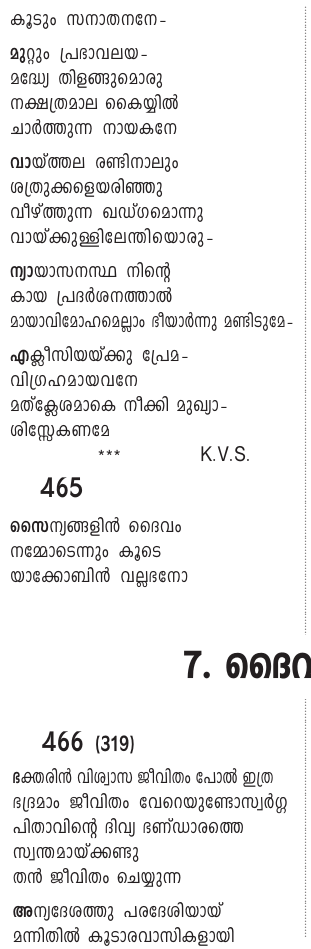 കൂടും സനാതനനേ-
മുറ്റും പ്രഭാവലയ-
മദ്ധ്യേ തിളങ്ങുമൊരു
നക്ഷത്രമാല കൈയ്യിൽ
ചാർത്തുന്ന നായകനേ
വായ്ത്തല രണ്ടിനാലും
ശത്രുക്കളെയരിഞ്ഞു
വീഴ്ത്തുന്ന ഖഡ്ഗമൊന്നു
വായ്ക്കുള്ളിലേന്തിയൊരു-
ന്യായാസനസ്ഥ നിന്റെ
കായ പ്രദർശനത്താൽ
മായാവിമോഹമെല്ലാം ഭീയാർന്നു മണ്ടിടുമേ-
എക്ലീസിയയ്ക്കു പ്രേമ-
വിഗ്രഹമായവനേ
മത്ക്ലേശമാകെ നീക്കി മുഖ്യാ-
ശിസ്സേകണമേ
*** K.V.S.
465
സൈന്യങ്ങളിൻ ദൈവം
നമ്മോടെന്നും കൂടെ
യാക്കോബിൻ വല്ലഭനോ
7. ദൈവ
466 (319)
ഭക്തരിൻ വിശ്വാസ ജീവിതം പോൽ ഇത്ര
ഭദ്രമാം ജീവിതം വേറെയുണ്ടോസ്വർഗ്ഗ
പിതാവിന്റെ ദിവ്യ ഭണ്ഡാരത്തെ
സ്വന്തമായ്ക്കണ്ടു
തൻ ജീവിതം ചെയ്യുന്ന
അന്യദേശത്തു പരദേശിയായ്
മന്നിതിൽ കൂടാരവാസികളായി